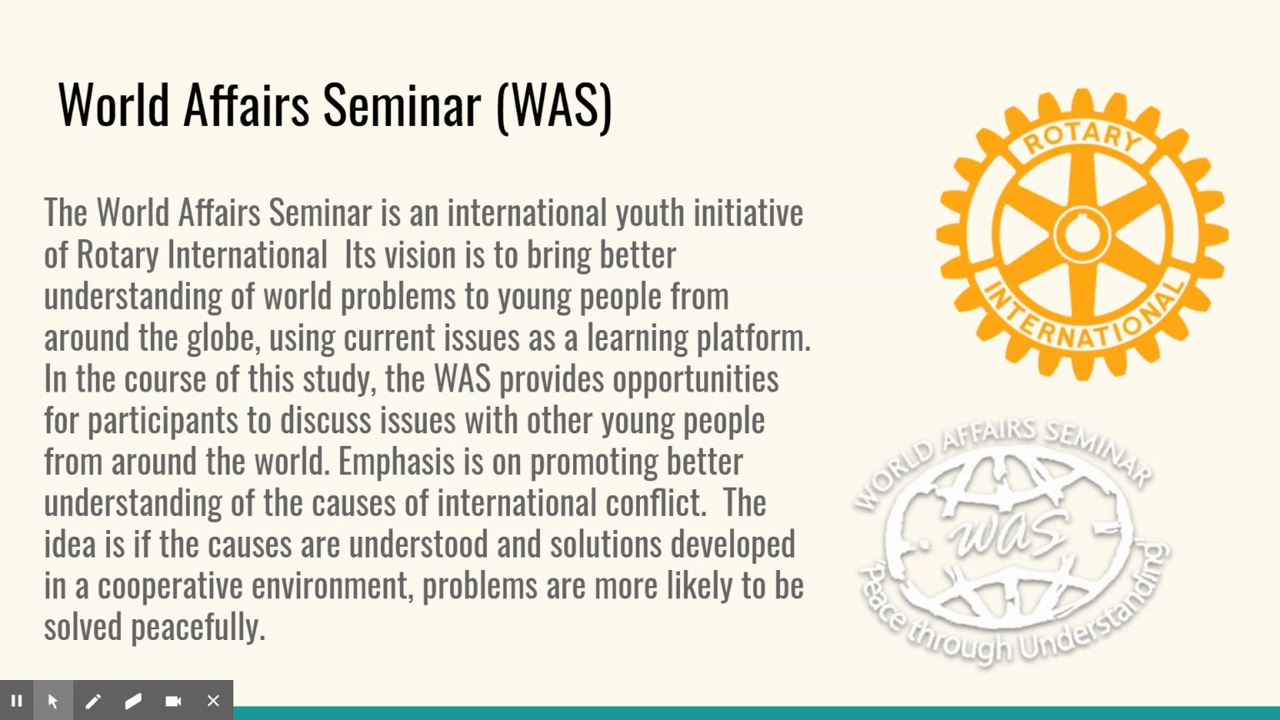 World Affairs Seminar (WAS)
The World Affairs Seminar is an international youth initiative
of Rotary International  Its vision is to bring better
understanding of world problems to young people from
around the globe, using current issues as a learning platform.
In the course of this study, the WAS provides opportunities
for participants to discuss issues with other young people
from around the world. Emphasis is on promoting better
understanding of the causes of international conflict.  The
idea is if the causes are understood and solutions developed
in a cooperative environment, problems are more likely to be
solved peacefully.
ROTARY
INTERNATIONAL
WORLD AFFAIRS SEMINAR
was
Peace through Understanding